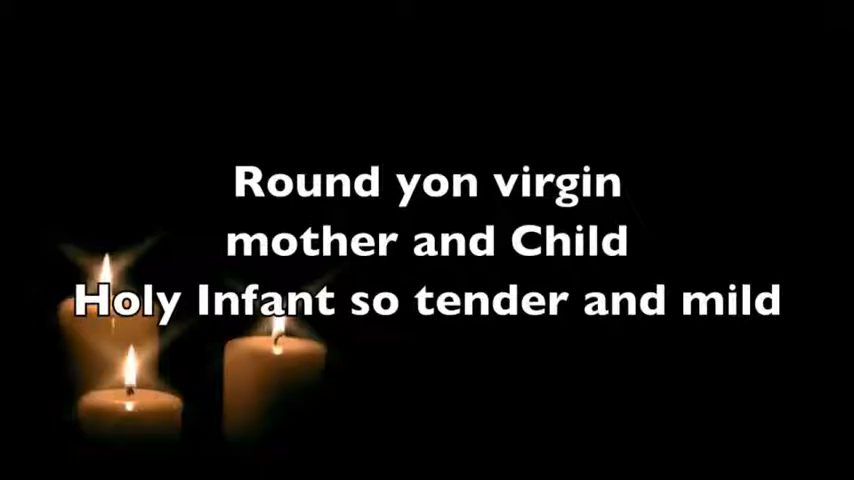 Round yon virgin
mother and Child
Holy Infant so tender and mild